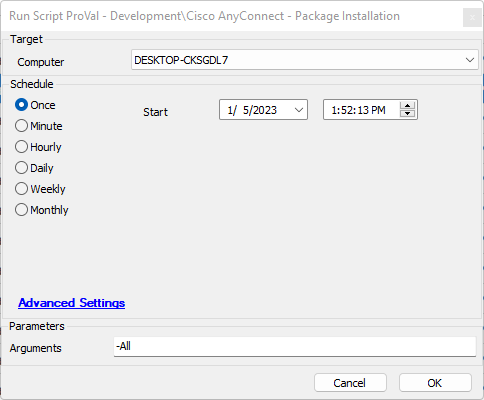 Run Script ProVal - Development\Cisco AnyConnect - Package Installation
Target
Computer DESKTOP-CKSGDL7
Schedule
Once Start 1/ 5/2023 1:52:13 PM
Minute
Hourly
Daily
Weekly
Monthly
Advanced Settings
Parameters
Arguments -All
Cancel OK